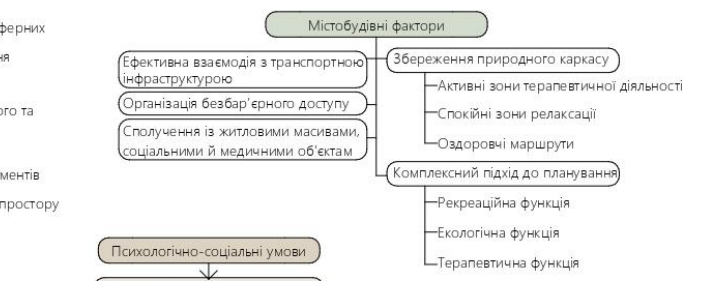 ферних
ня
ого та
ментів
простору
Містобудівні фактори
Ефективна взаємодія з транспортною
інфраструктурою
Організація безбар'єрного доступу
Сполучення із житловими масивами,
соціальними й медичними об'єктам
Збереження природного каркасу
Активні зони терапевтичної діяльності
Спокійні зони релаксації
Оздоровчі маршрути
Комплексний підхід до планування
Рекреаційна функція
Екологічна функція
Терапевтична функція
Психологічно-соціальні умови